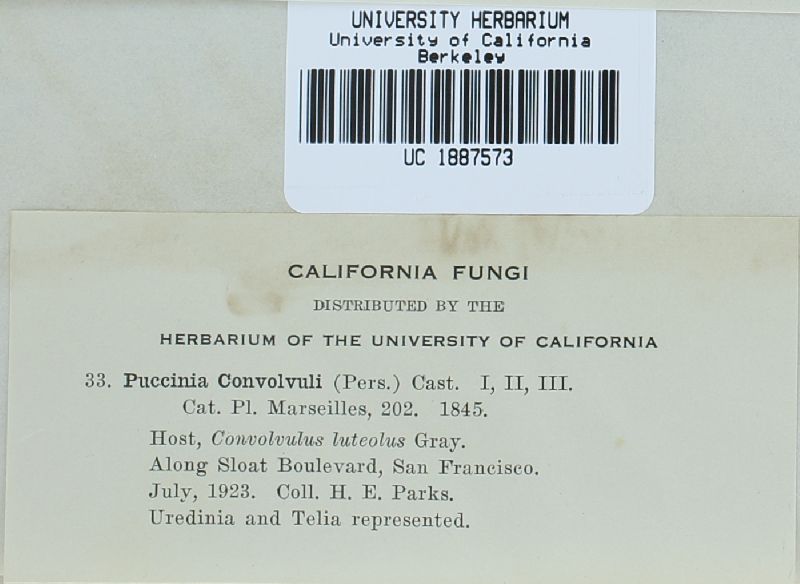 UNIVERSITY HERBARIUM
University of California
Berkeley
UC 1887573
CALIFORNIA FUNGI
DISTRIBUTED BY THE
HERBARIUM OF THE UNIVERSITY OF CALIFORNIA
33. Puccinia Convolvuli (Pers.) Cast. I, II, III.
Cat. Pl. Marseilles, 202. 1845.
Host, Convolvulus luteolus Gray.
Along Sloat Boulevard, San Francisco.
July, 1923. Coll. H. E. Parks.
Uredinia and Telia represented.